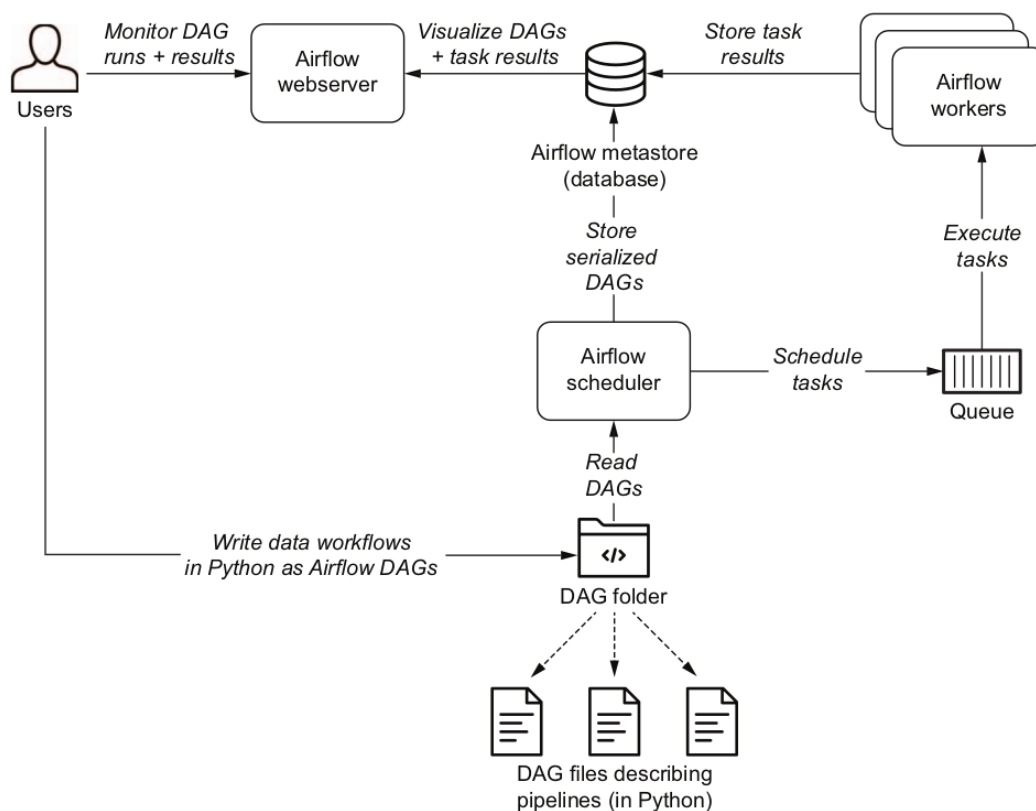 Monitor DAG
runs + results
Users
Airflow
webserver
Visualize DAGs
+ task results
Store task
results
Airflow
workers
Airflow metastore
(database)
Store
serialized
DAGs
Execute
tasks
Airflow
scheduler
Schedule
tasks
Queue
Read
DAGs
Write data workflows
in Python as Airflow DAGs
</>
DAG folder
DAG files describing
pipelines (in Python)